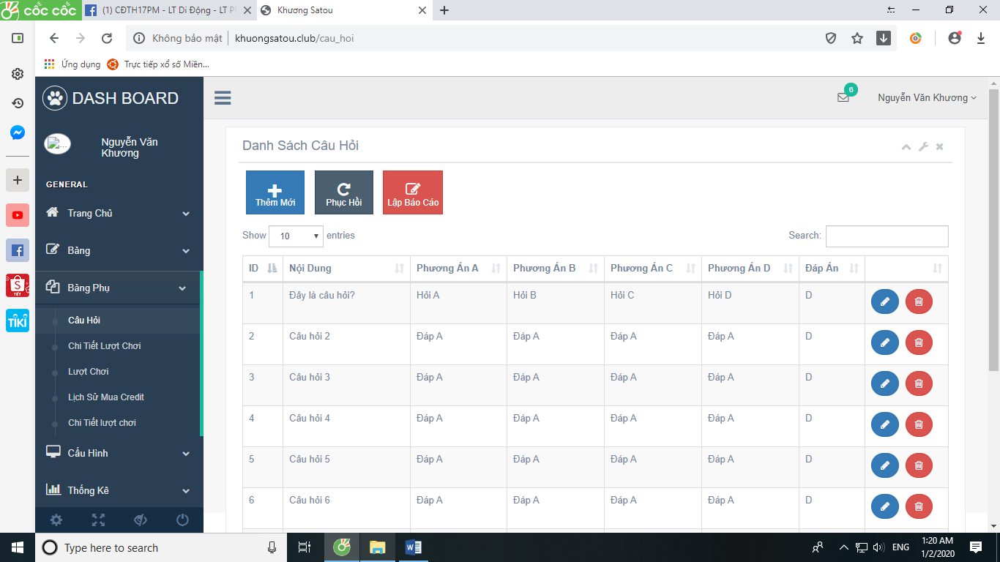 cốc cốc
(1) CĐTH17PM - LT Di Động - LT P
Khương Satou
Không bảo mật
khuongsatou.club/cau_hoi
Ứng dụng
Trực tiếp xổ số Miền...
DASH BOARD
6
Nguyễn Văn Khương
Nguyễn Văn
Khương
GENERAL
Trang Chủ
Bảng
Bảng Phụ
Câu Hỏi
Chi Tiết Lượt Chơi
Lượt Chơi
Lịch Sử Mua Credit
Chi Tiết lượt chơi
Cấu Hình
Thống Kê
SHOPEE TẾT
TIKI
Danh Sách Câu Hỏi
Thêm Mới
Phục Hồi
Lập Báo Cáo
Show 10 entries
Search:
ID Nội Dung Phương Án A Phương Án B Phương Án C Phương Án D Đáp Án
1 Đây là câu hỏi? Hỏi A Hỏi B Hỏi C Hỏi D D
2 Câu hỏi 2 Đáp A Đáp A Đáp A Đáp A D
3 Câu hỏi 3 Đáp A Đáp A Đáp A Đáp A D
4 Câu hỏi 4 Đáp A Đáp A Đáp A Đáp A D
5 Câu hỏi 5 Đáp A Đáp A Đáp A Đáp A D
6 Câu hỏi 6 Đáp A Đáp A Đáp A Đáp A D
Type here to search
ENG
1:20 AM
1/2/2020